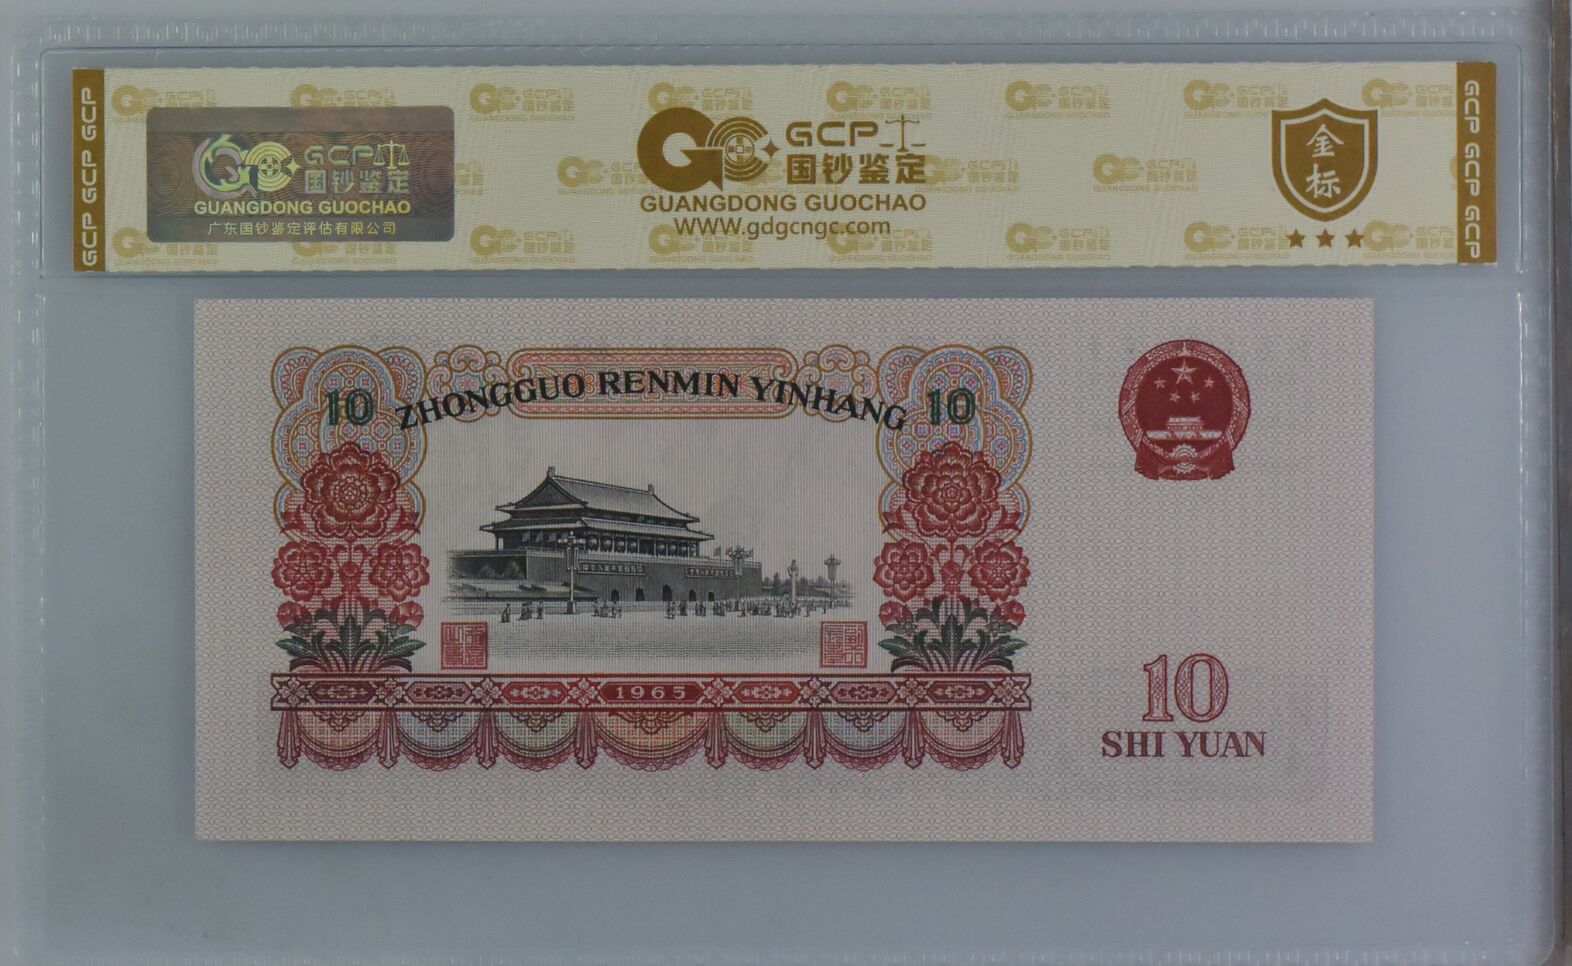 GCP GCP GCP
GCP 国钞鉴定
GUANGDONG GUOCHAO
广东国钞鉴定评估有限公司
GCP
国钞鉴定
GUANGDONG GUOCHAO
WWW.gdgcngc.com
金
标
GCP GCP GCP
10 ZHONGGUO RENMIN YINHANG 10
1965
10
SHI YUAN